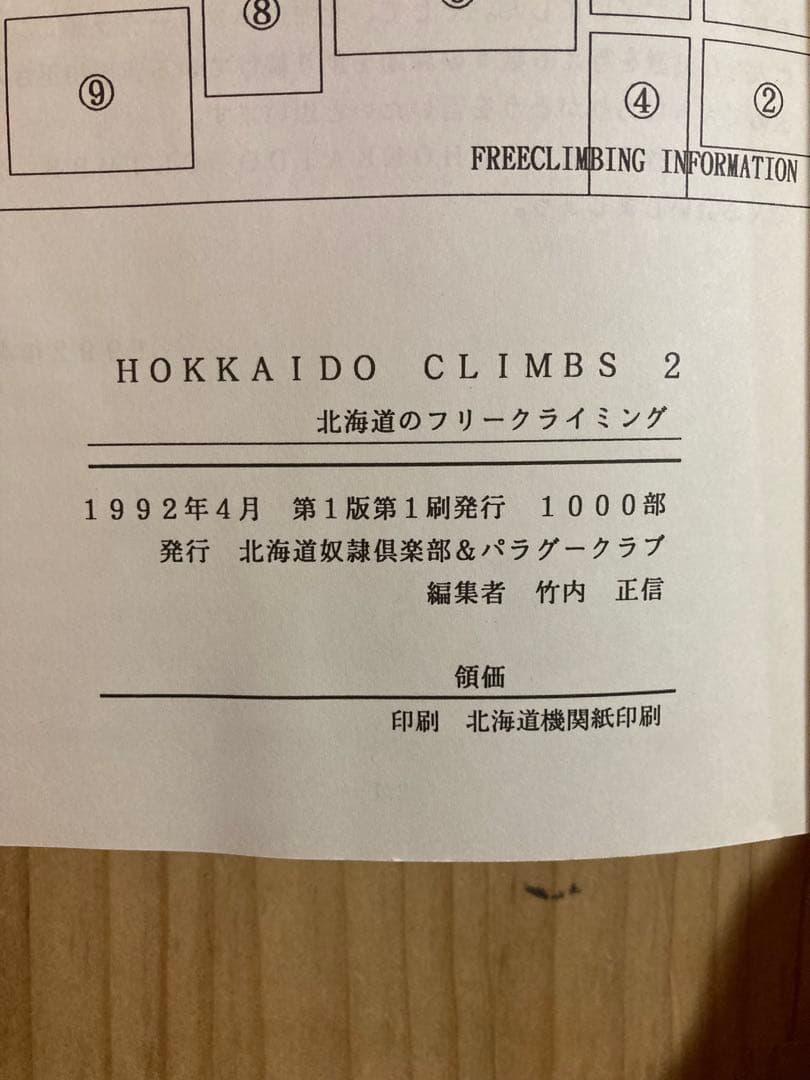 ⑧
⑨
④
②
FREECLIMBING INFORMATION
HOKKAIDO CLIMBS 2
北海道のフリークライミング
1992年4月 第1版第1刷発行 1000部
発行 北海道奴隷倶楽部&パラグークラブ
編集者 竹内 正信
領価
印刷 北海道機関紙印刷